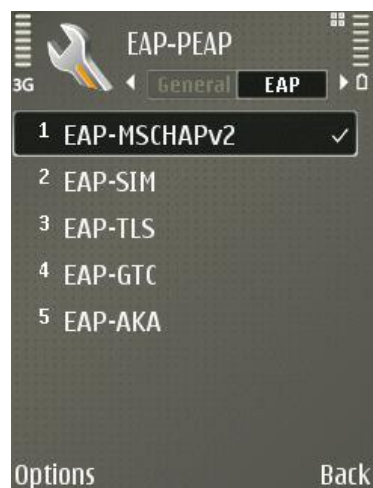 EAP-PEAP
3G
General EAP
1 EAP-MSCHAPv2
2 EAP-SIM
3 EAP-TLS
4 EAP-GTC
5 EAP-AKA
Options Back